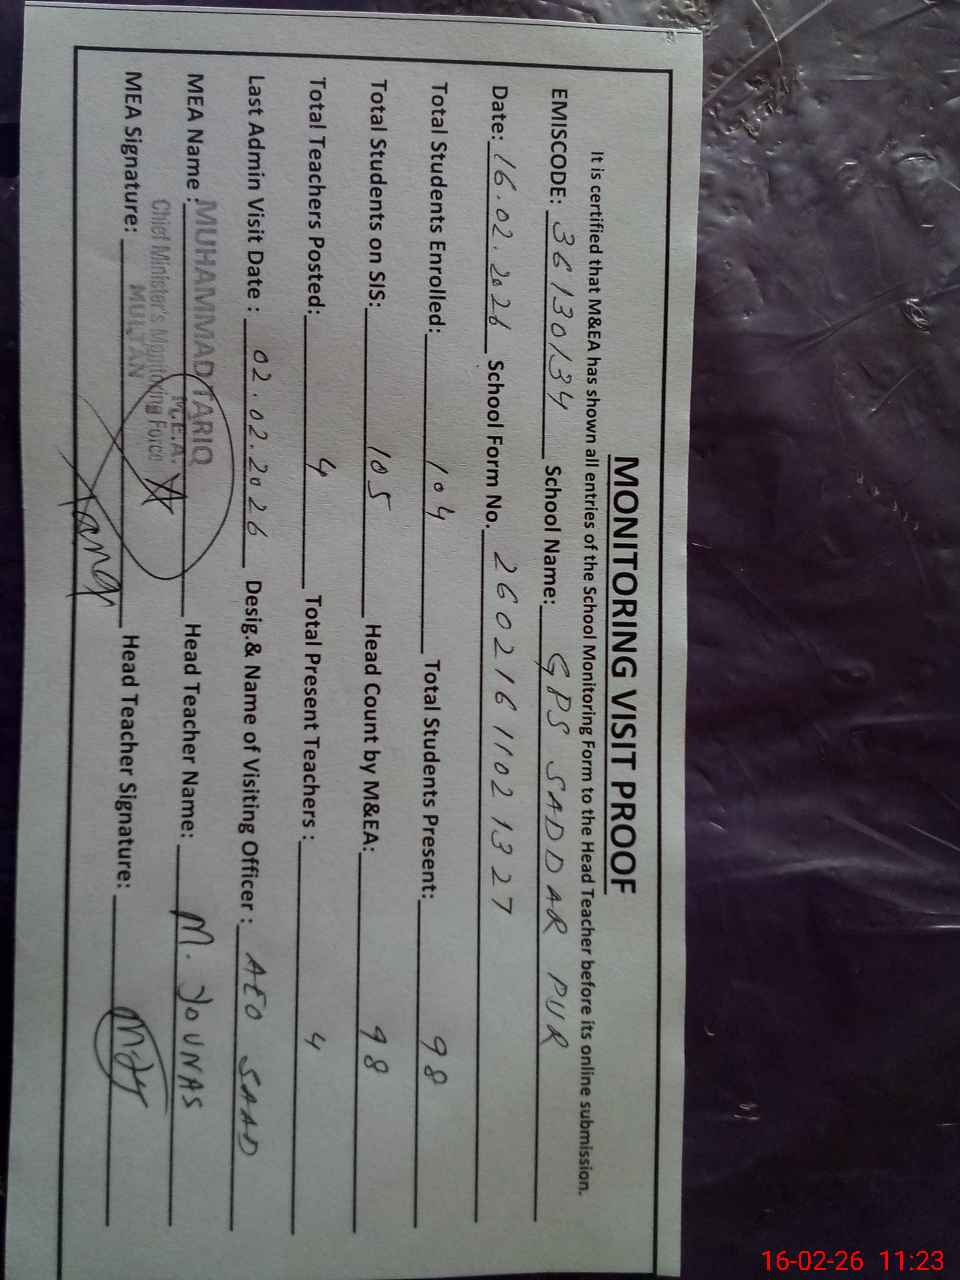 MONITORING VISIT PROOF
It is certified that M&EA has shown all entries of the School Monitoring Form to the Head Teacher before its online submission.
EMISCODE: 36130134 School Name: GPS SADDAR PUR
Date: 16.02.2026 School Form No. 2602161102 1327
Total Students Enrolled: 104 Total Students Present: 98
Total Students on SIS: 105 Head Count by M&EA: 98
Total Teachers Posted: 4 Total Present Teachers : 4
Last Admin Visit Date : 02.02.2026 Desig.& Name of Visiting Officer : AEO SAAD
MEA Name : MUHAMMAD TARIQ Head Teacher Name: M. YOUNAS
M.E.A.
Chief Minister's Monitoring Force
MULTAN
MEA Signature: Head Teacher Signature:
16-02-26 11:23